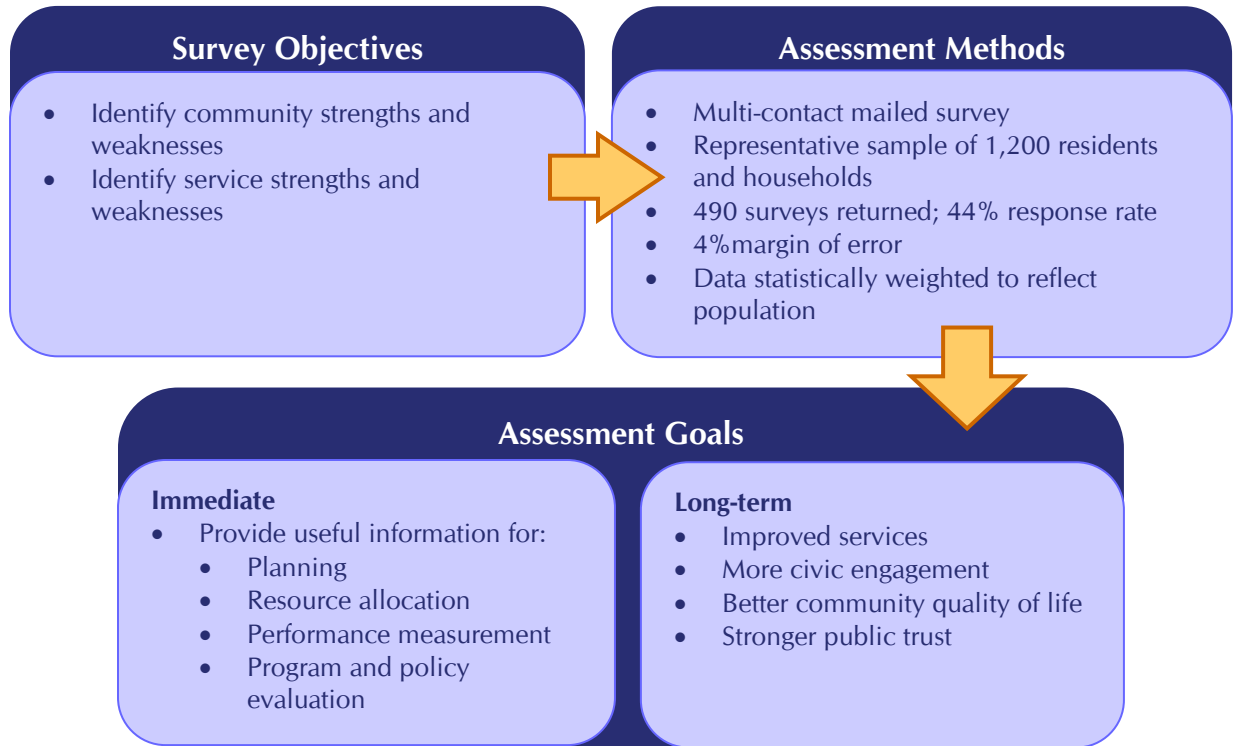 Survey Objectives
• Identify community strengths and
weaknesses
• Identify service strengths and
weaknesses
Assessment Methods
• Multi-contact mailed survey
• Representative sample of 1,200 residents
and households
• 490 surveys returned; 44% response rate
• 4%margin of error
• Data statistically weighted to reflect
population
Assessment Goals
Immediate
• Provide useful information for:
• Planning
• Resource allocation
• Performance measurement
• Program and policy
evaluation
Long-term
• Improved services
• More civic engagement
• Better community quality of life
• Stronger public trust